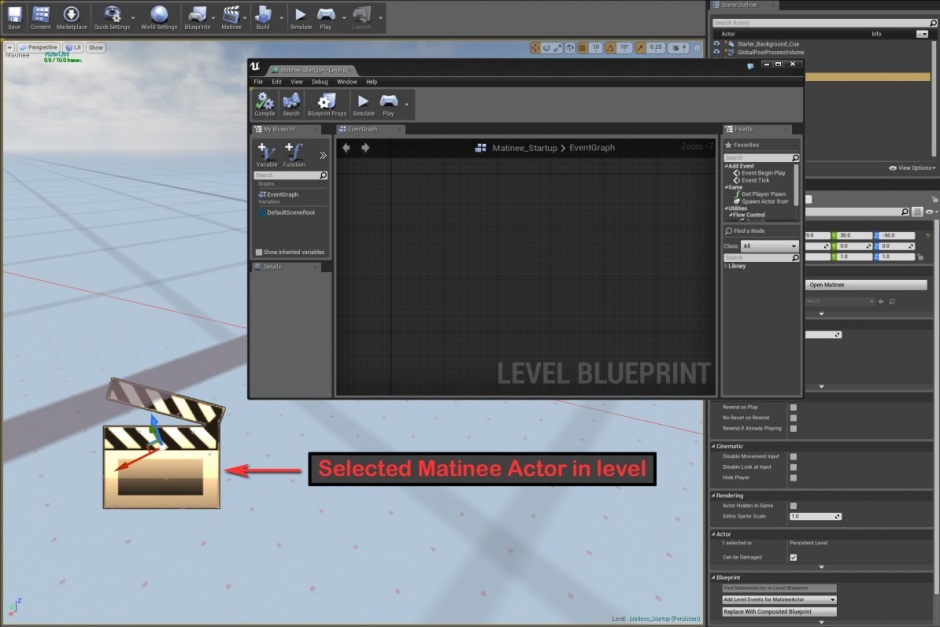 Save Content Marketplace Quick Settings World Settings Blueprints Matinee Build Simulate Play Launch
Perspective Lit Show
10 10° 0.25 4
Matinee
Scene Outliner
Search Actors
Actor Info
Starter_Background_Cue
GlobalPostProcessVolume
View Options
Matinee_Startup - Level Bl
File Edit View Debug Window Help
Compile Search Blueprint Props Simulate Play
My Blueprint
Variable Function
Search
Graphs
EventGraph
Variables
DefaultSceneRoot
Show inherited variables
Details
EventGraph
Matinee_Startup > EventGraph
Zoom -7
LEVEL BLUEPRINT
Palette
Favorites
Search
Add Event
Event Begin Play
Event Tick
Game
Get Player Pawn
Spawn Actor from
Utilities
Flow Control
Find a Node
Class All
Search
Library
Y 30.0 Z -50.0
Y 0.0 Z 0.0
Y 1.0 Z 1.0
Open Matinee
Rewind on Play
No Reset on Rewind
Rewind if Already Playing
Cinematic
Disable Movement Input
Disable Look at Input
Hide Player
Rendering
Actor Hidden In Game
Editor Sprite Scale 1.0
Actor
1 selected in Persistent Level
Can be Damaged
Blueprint
Find MatineeActor in Level Blueprint
Add Level Events for MatineeActor
Replace With Composited Blueprint
Selected Matinee Actor in level
Level: Matinee_Startup (Persistent)